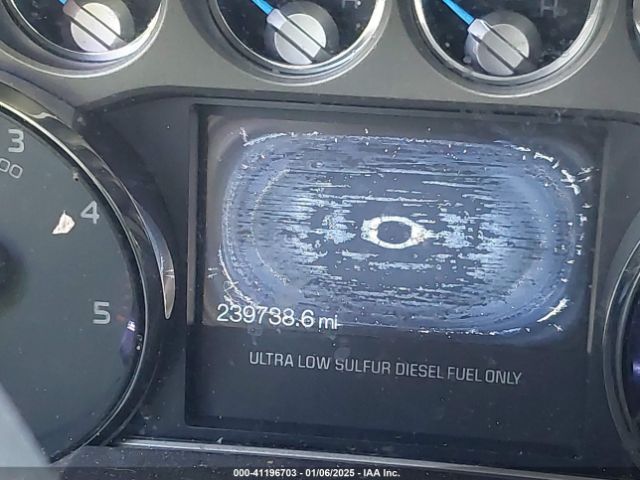 H
H
3
00
4
5
239738.6 mi
ULTRA LOW SULFUR DIESEL FUEL ONLY
000-41196703 - 01/06/2025 - IAA Inc.